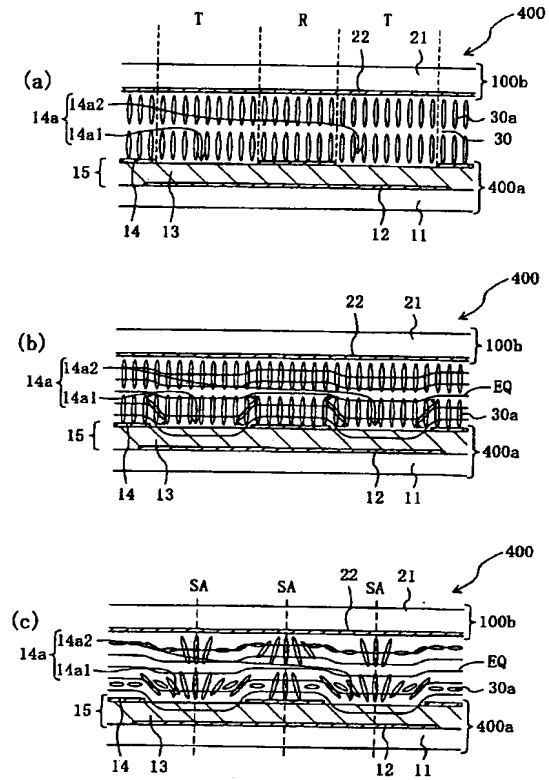 T R T 400
22 21
(a) 100b
14a2
14a 30a
14a1 30
15 400a
14 13 12 11
400
22 21
(b) 100b
14a2
14a EQ
14a1 30a
15 400a
14 13 12 11
400
SA SA SA 21
22
(c) 100b
14a2
14a EQ
14a1 30a
15 400a
14 13 12 11